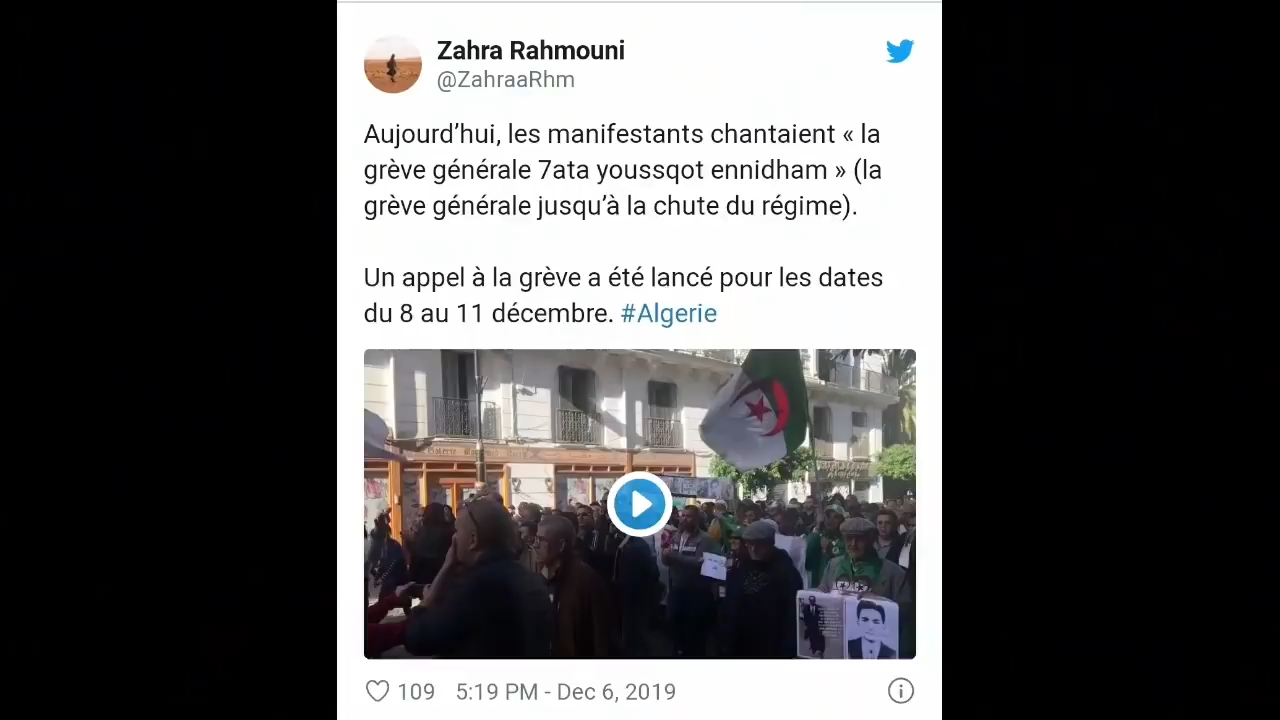 Zahra Rahmouni
@ZahraaRhm
Aujourd’hui, les manifestants chantaient « la
grève générale 7ata youssqot ennidham » (la
grève générale jusqu’à la chute du régime).
Un appel à la grève a été lancé pour les dates
du 8 au 11 décembre. #Algerie
109 5:19 PM - Dec 6, 2019